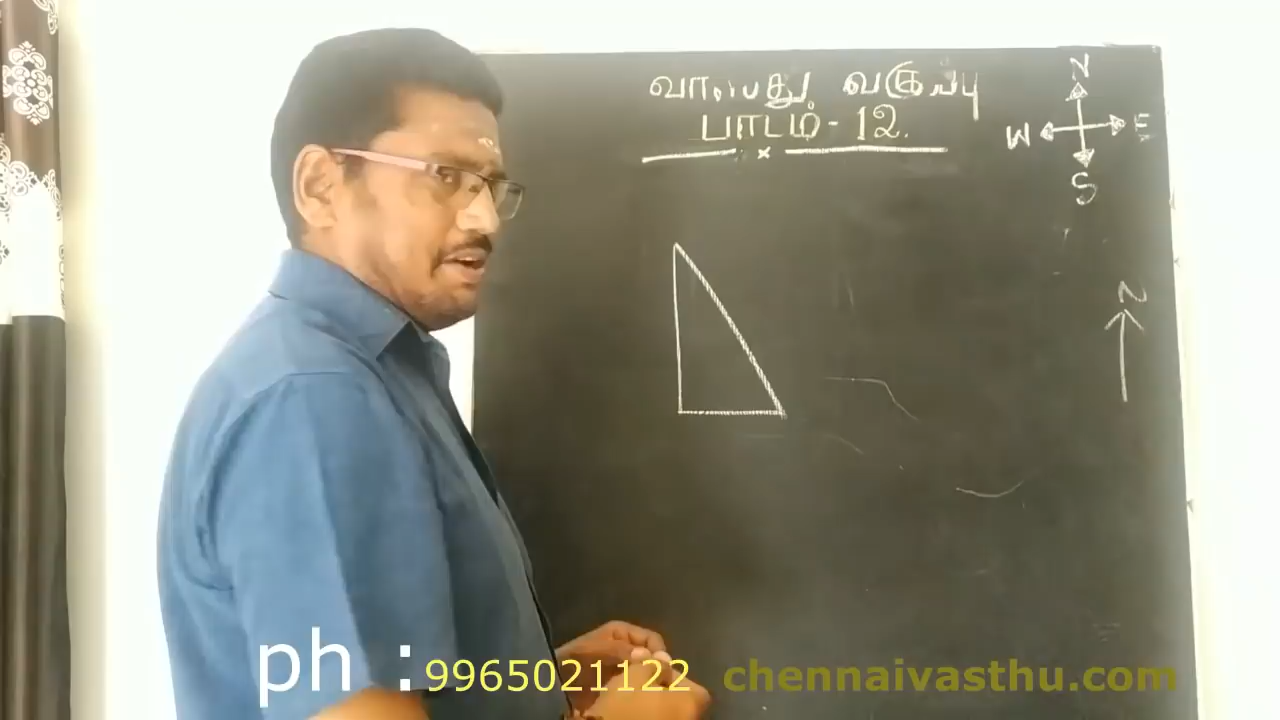 வாஸ்து வகுப்பு
பாடம் - 12.
N
W E
S
N
ph : 9965021122 chennaivasthu.com